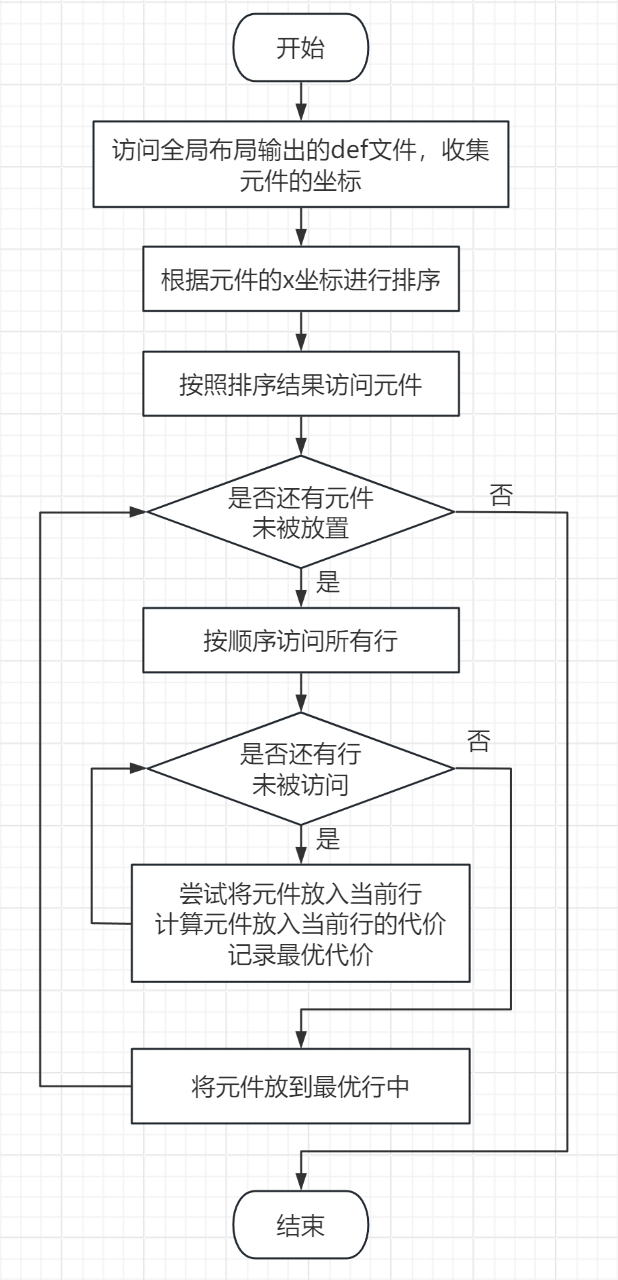 开始
访问全局布局输出的def文件，收集
元件的坐标
根据元件的x坐标进行排序
按照排序结果访问元件
是否还有元件
未被放置
否
是
按顺序访问所有行
是否还有行
未被访问
否
是
尝试将元件放入当前行
计算元件放入当前行的代价
记录最优代价
将元件放到最优行中
结束